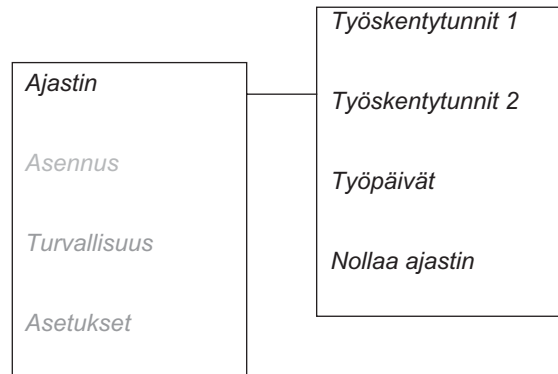 Ajastin
Asennus
Turvallisuus
Asetukset
Työskentytunnit 1
Työskentytunnit 2
Työpäivät
Nollaa ajastin